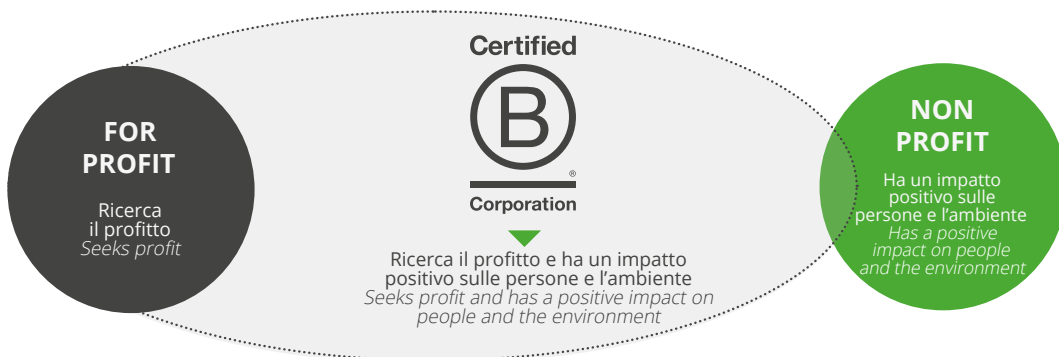 FOR
PROFIT
Ricerca
il profitto
Seeks profit
Certified
B
®
Corporation
Ricerca il profitto e ha un impatto
positivo sulle persone e l’ambiente
Seeks profit and has a positive impact on
people and the environment
NON
PROFIT
Ha un impatto
positivo sulle
persone e l’ambiente
Has a positive
impact on people
and the environment